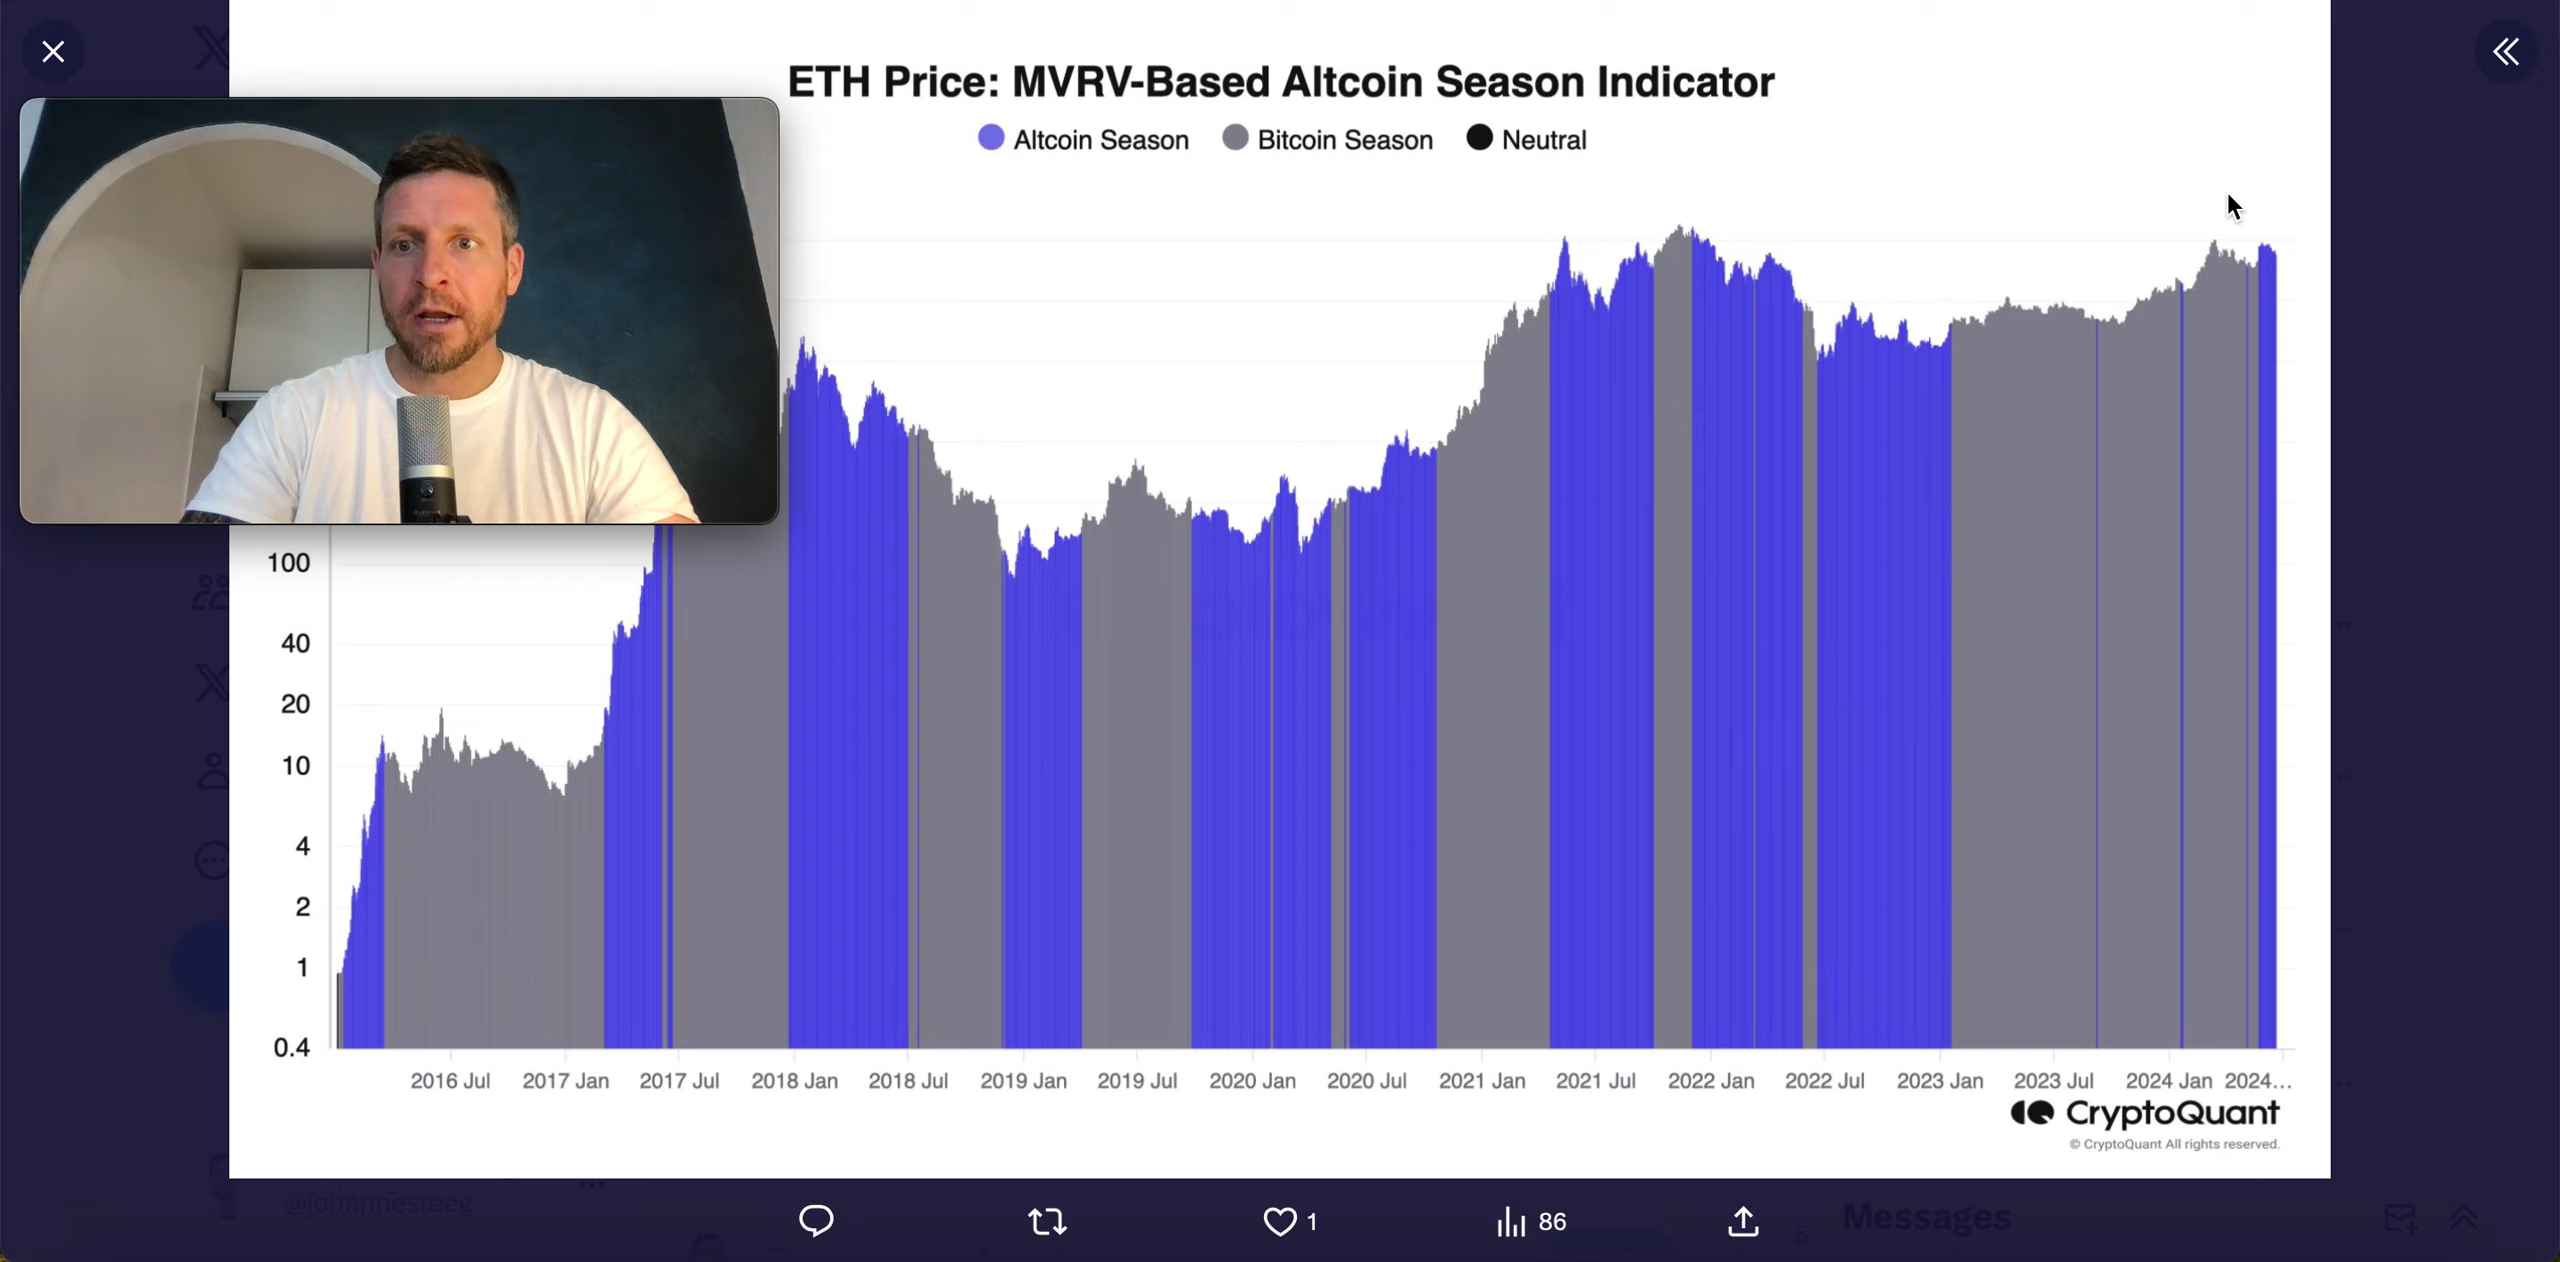 ETH Price: MVRV-Based Altcoin Season Indicator
Altcoin Season Bitcoin Season Neutral
100
40
20
10
4
2
1
0.4
2016 Jul 2017 Jan 2017 Jul 2018 Jan 2018 Jul 2019 Jan 2019 Jul 2020 Jan 2020 Jul 2021 Jan 2021 Jul 2022 Jan 2022 Jul 2023 Jan 2023 Jul 2024 Jan 2024...
CryptoQuant
© CryptoQuant All rights reserved.
@johannesreeg
Messages
1 86